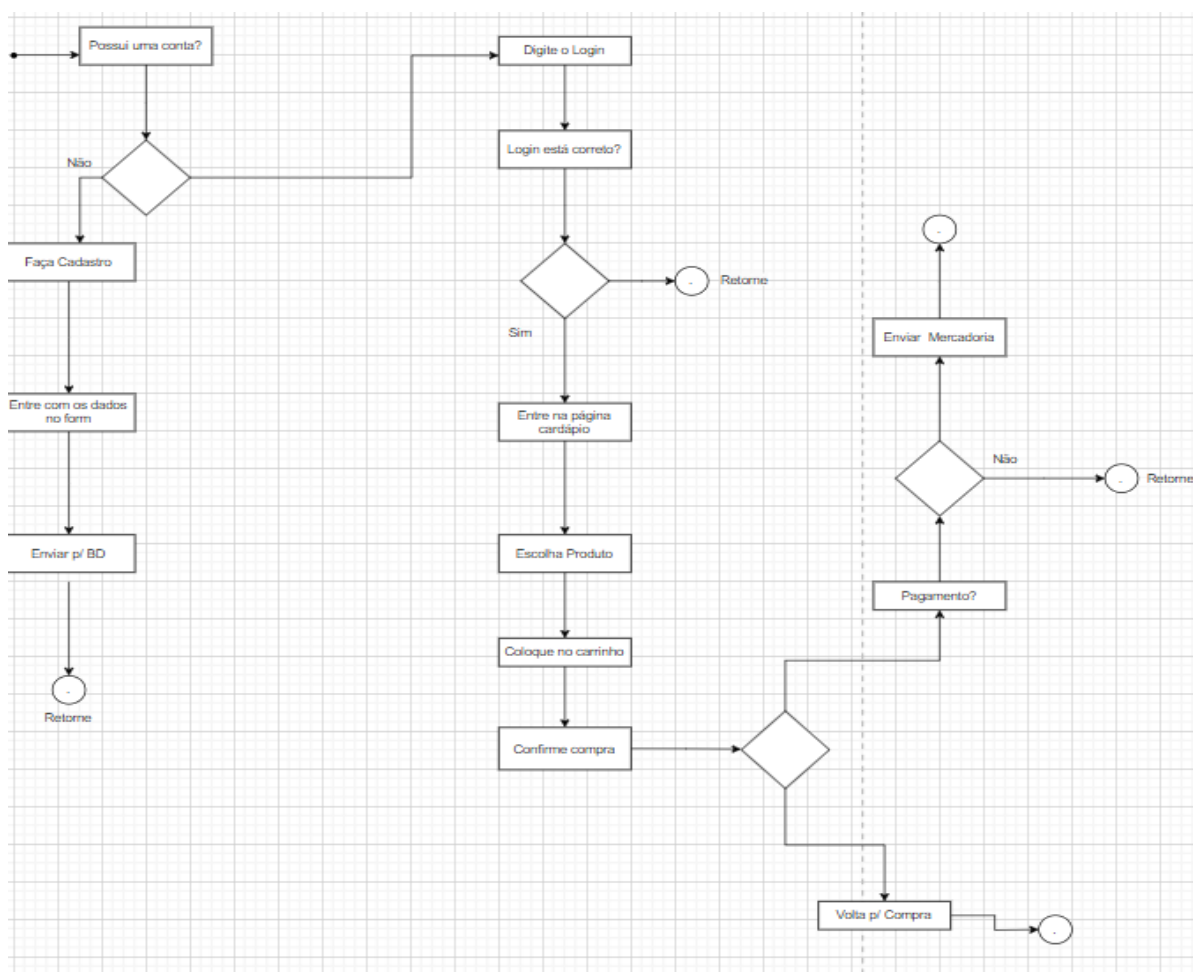 Possui uma conta?
Não
Faça Cadastro
Entre com os dados
no form
Enviar p/ BD
Retorne
Digite o Login
Login está correto?
Retorne
Sim
Entre na página
cardápio
Escolha Produto
Coloque no carrinho
Confirme compra
Enviar Mercadoria
Não
Retorne
Pagamento?
Volta p/ Compra